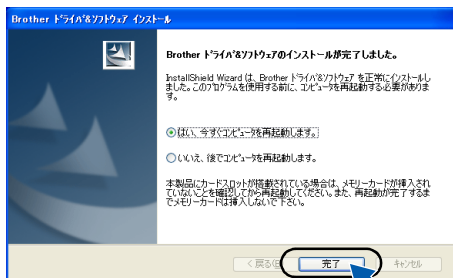 Brother ﾄﾞﾗｲﾊﾞ&ｿﾌﾄｳｪｱ ｲﾝｽﾄｰﾙ
Brother ﾄﾞﾗｲﾊﾞ&ｿﾌﾄｳｪｱのインストールが完了しました。
InstallShield Wizard は、Brother ﾄﾞﾗｲﾊﾞ&ｿﾌﾄｳｪｱ を正常にｲﾝｽﾄｰﾙし
ました。このﾌﾟﾛｸﾞﾗﾑを使用する前に、ｺﾝﾋﾟｭｰﾀを再起動する必要がありま
す。
はい、今すぐｺﾝﾋﾟｭｰﾀを再起動します。
いいえ、後でｺﾝﾋﾟｭｰﾀを再起動します。
本製品にカードスロットが搭載されている場合は、メモリーカードが挿入され
ていないことを確認してから再起動してください。また、再起動が完了するま
でメモリーカードは挿入しないで下さい。
< 戻る(B) 完了 キャンセル